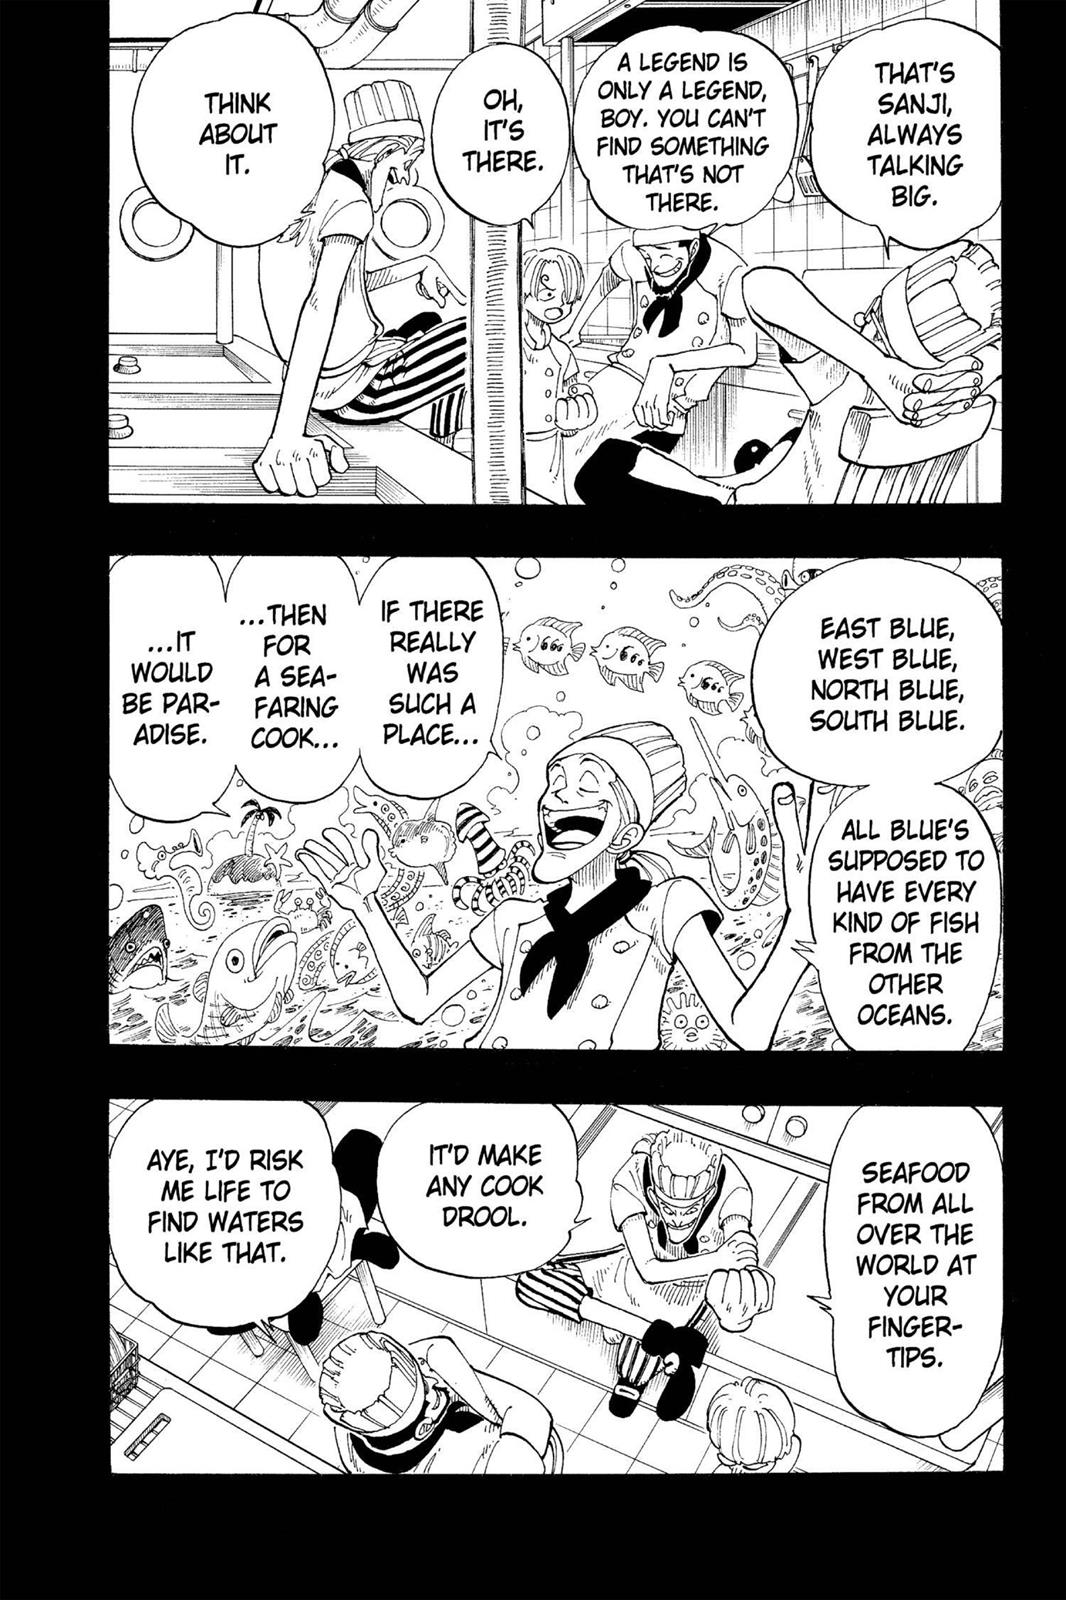 THAT'S
SANJI,
ALWAYS
TALKING
BIG.
A LEGEND IS
ONLY A LEGEND,
BOY. YOU CAN'T
FIND SOMETHING
THAT'S NOT
THERE.
OH,
IT'S
THERE.
THINK
ABOUT
IT.
EAST BLUE,
WEST BLUE,
NORTH BLUE,
SOUTH BLUE.
ALL BLUE'S
SUPPOSED TO
HAVE EVERY
KIND OF FISH
FROM THE
OTHER
OCEANS.
IF THERE
REALLY
WAS
SUCH A
PLACE...
...THEN
FOR
A SEA-
FARING
COOK...
...IT
WOULD
BE PAR-
ADISE.
666
666
666
SEAFOOD
FROM ALL
OVER THE
WORLD AT
YOUR
FINGER-
TIPS.
IT'D MAKE
ANY COOK
DROOL.
AYE, I'D RISK
ME LIFE TO
FIND WATERS
LIKE THAT.